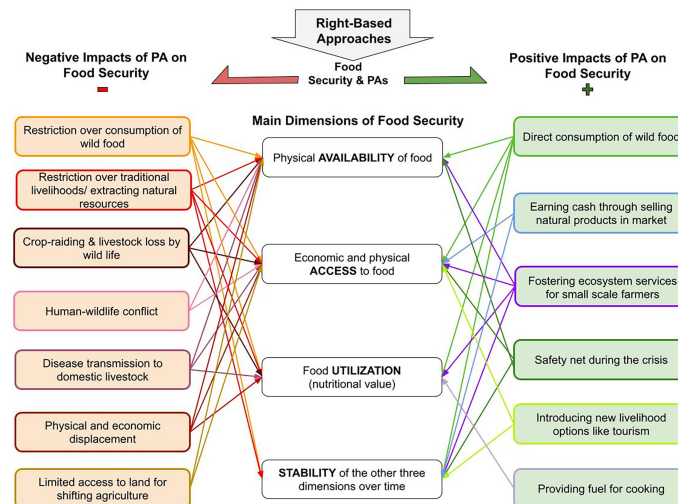 Right-Based
Approaches
Negative Impacts of PA on
Food Security
Food
Security & PAs
Positive Impacts of PA on
Food Security
Main Dimensions of Food Security
Restriction over consumption of
wild food
Restriction over traditional
livelihoods/ extracting natural
resources
Crop-raiding & livestock loss by
wild life
Human-wildlife conflict
Disease transmission to
domestic livestock
Physical and economic
displacement
Limited access to land for
shifting agriculture
Physical AVAILABILITY of food
Economic and physical
ACCESS to food
Food UTILIZATION
(nutritional value)
STABILITY of the other three
dimensions over time
Direct consumption of wild food
Earning cash through selling
natural products in market
Fostering ecosystem services
for small scale farmers
Safety net during the crisis
Introducing new livelihood
options like tourism
Providing fuel for cooking